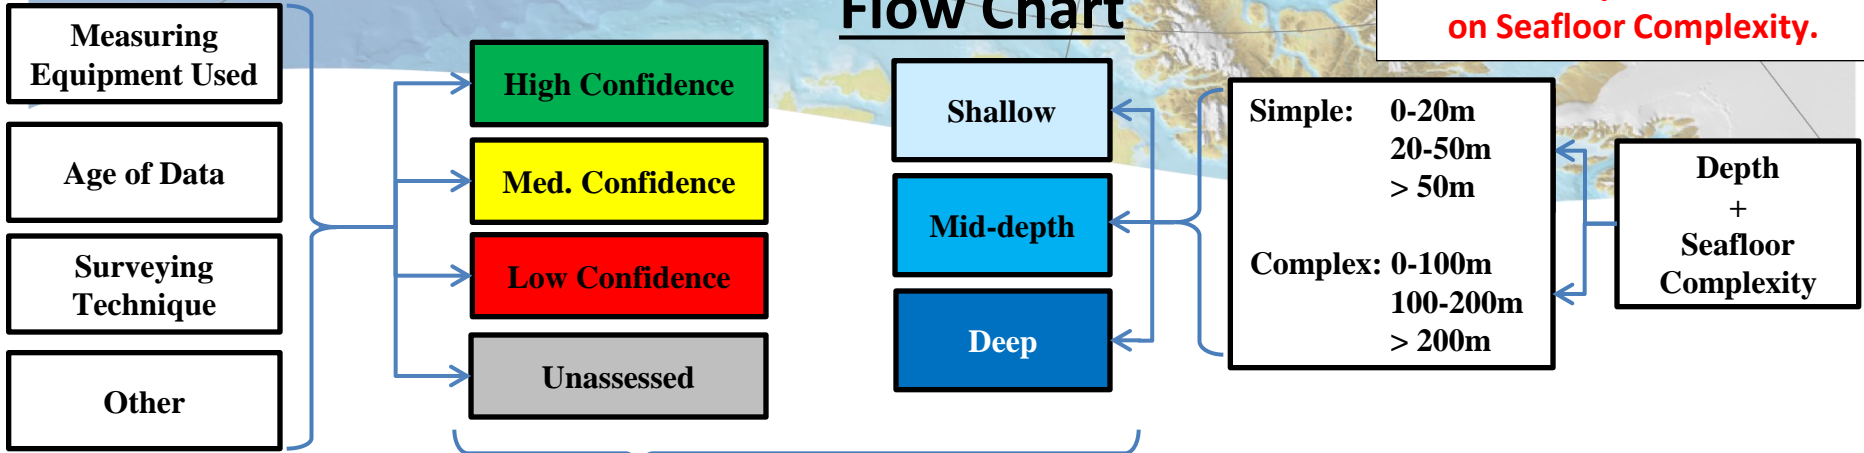 Flow Chart
on Seafloor Complexity.
Measuring
Equipment Used
Age of Data
Surveying
Technique
Other
High Confidence
Med. Confidence
Low Confidence
Unassessed
Shallow
Mid-depth
Deep
Simple: 0-20m
20-50m
> 50m
Complex: 0-100m
100-200m
> 200m
Depth
+
Seafloor
Complexity